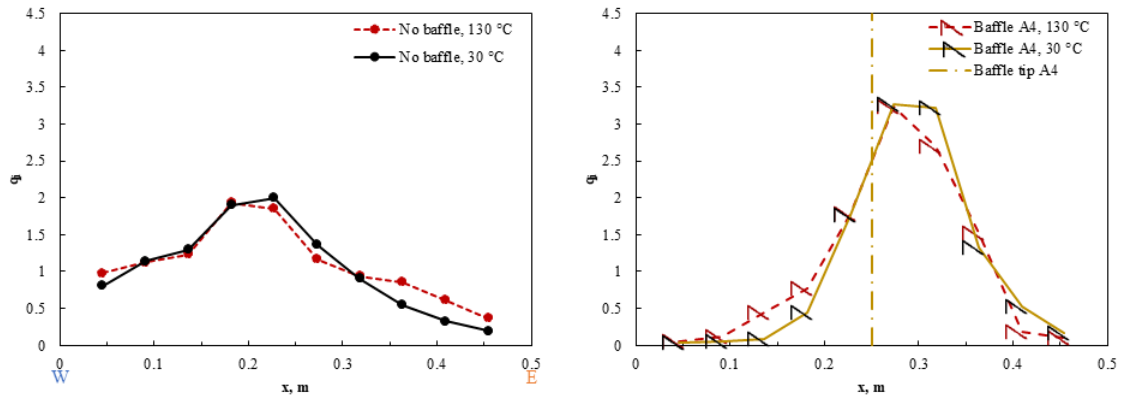 4.5
4
3.5
3
2.5
2
1.5
1
0.5
0
No baffle, 130 °C
No baffle, 30 °C
0 0.1 0.2 0.3 0.4 0.5
W E
x, m
4.5
4
3.5
3
2.5
2
1.5
1
0.5
0
Baffle A4, 130 °C
Baffle A4, 30 °C
Baffle tip A4
0 0.1 0.2 0.3 0.4 0.5
x, m